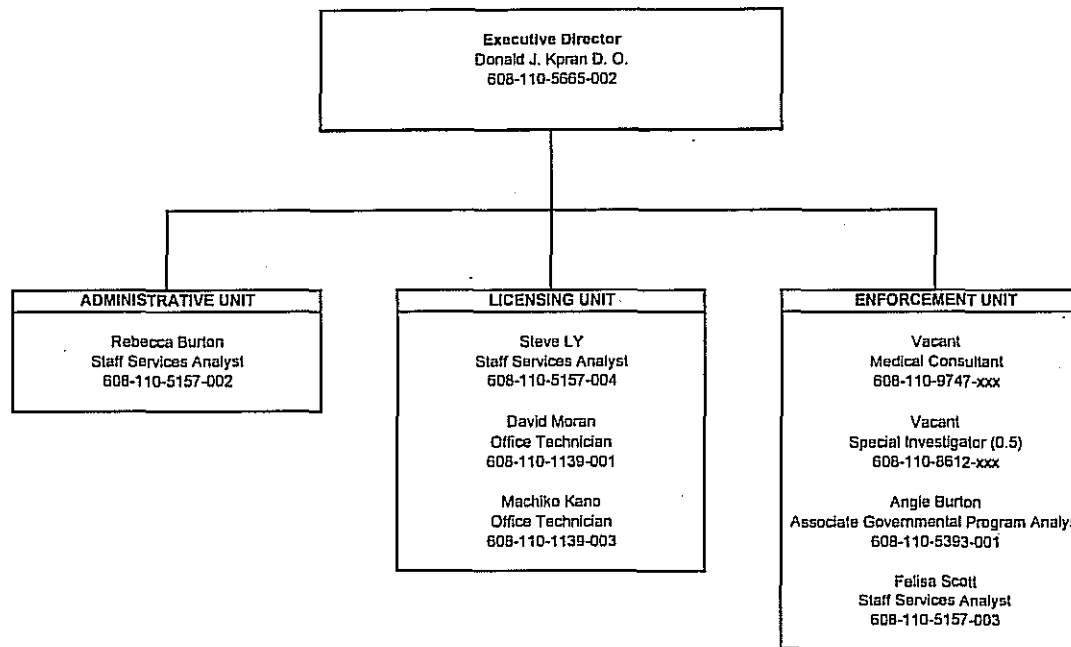 Executive Director
Donald J. Kpran D. O.
608-110-5665-002
ADMINISTRATIVE UNIT
Rebecca Burton
Staff Services Analyst
608-110-5157-002
LICENSING UNIT
Steve LY
Staff Services Analyst
608-110-5157-004
David Moran
Office Technician
608-110-1139-001
Machiko Kano
Office Technician
608-110-1139-003
ENFORCEMENT UNIT
Vacant
Medical Consultant
608-110-9747-xxx
Vacant
Special Investigator (0.5)
608-110-8612-xxx
Angie Burton
Associate Governmental Program Analys
608-110-5393-001
Felisa Scott
Staff Services Analyst
608-110-5157-003